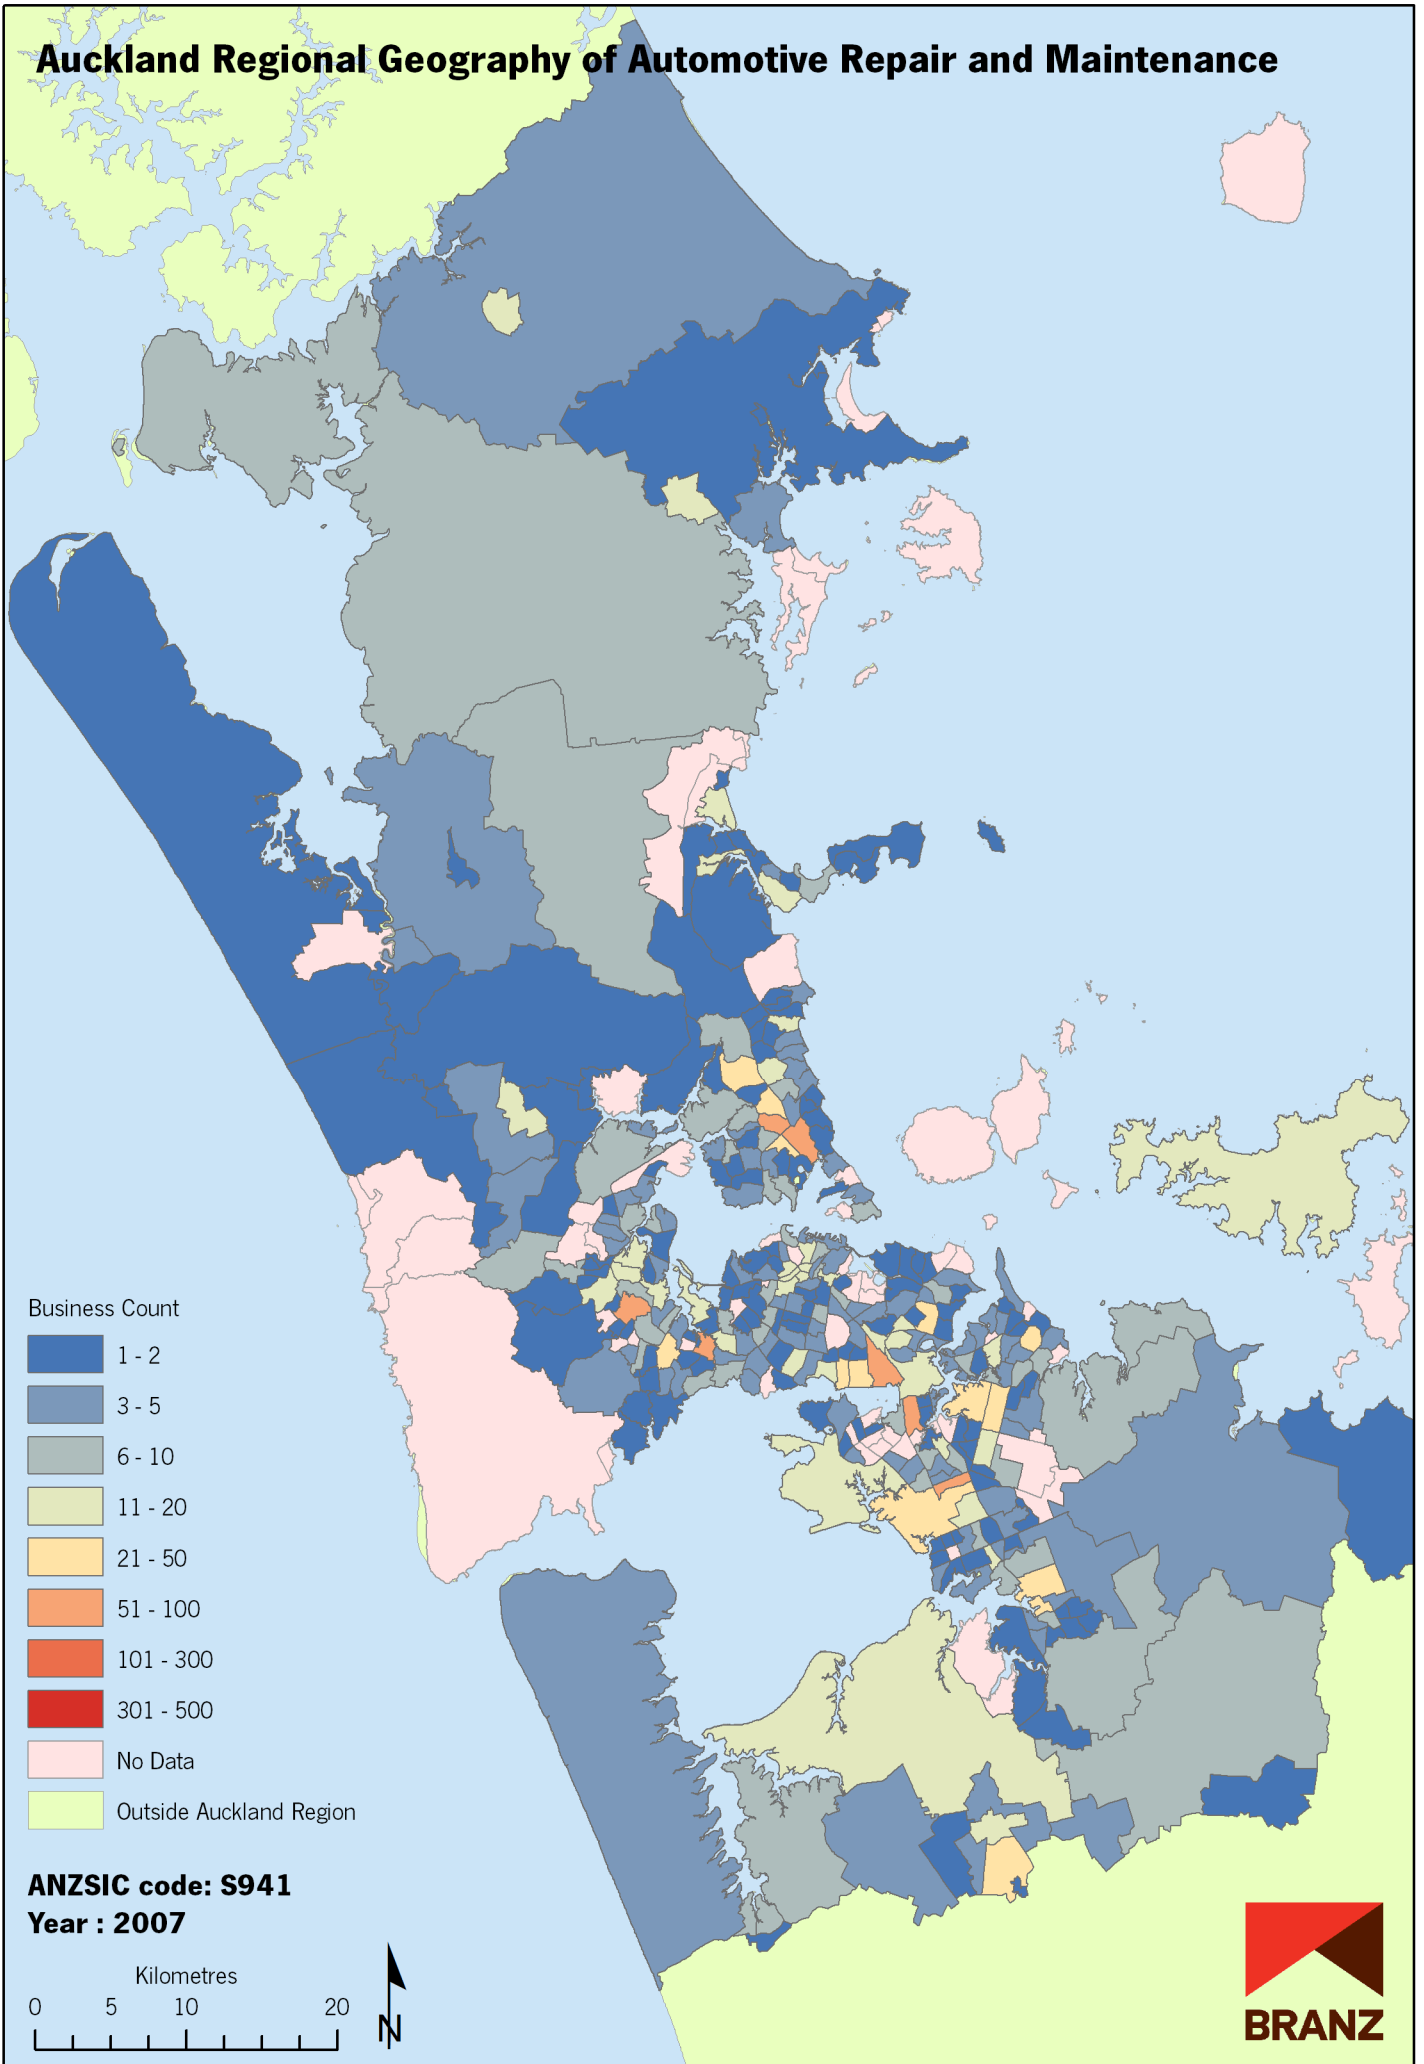 Auckland Regional Geography of Automotive Repair and Maintenance
Business Count
1 - 2
3 - 5
6 - 10
11 - 20
21 - 50
51 - 100
101 - 300
301 - 500
No Data
Outside Auckland Region
ANZSIC code: S941
Year : 2007
Kilometres
0 5 10 20
N
BRANZ